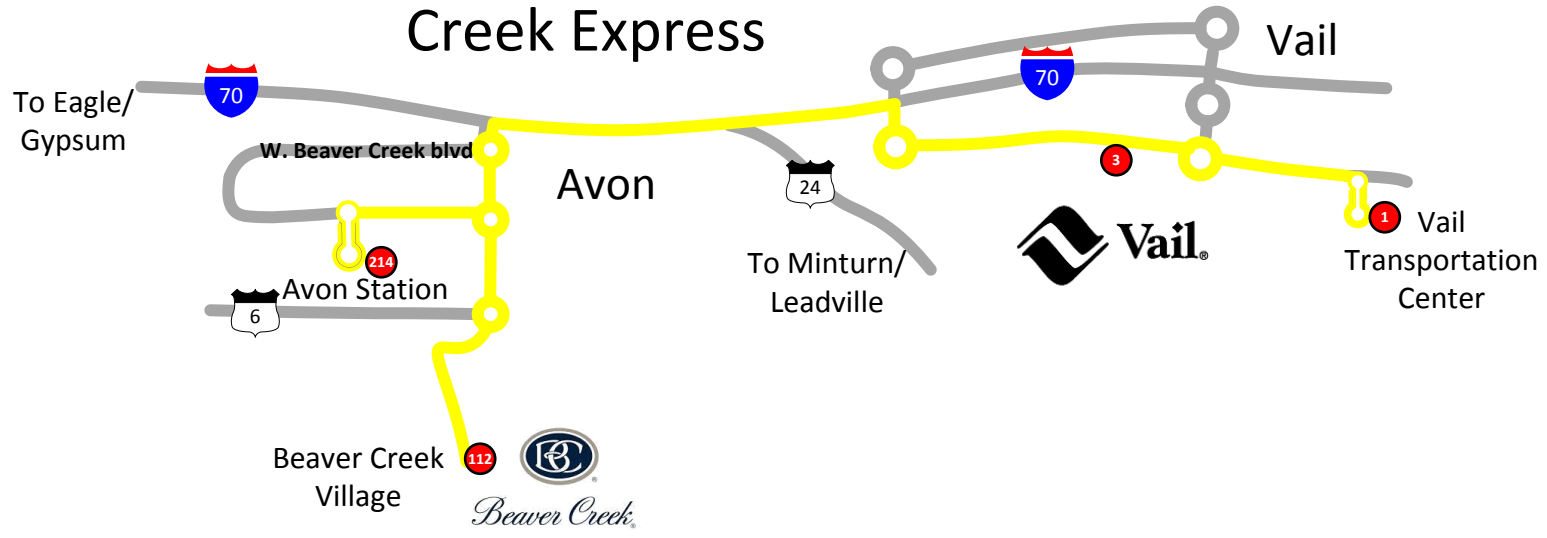 Creek Express
Vail
70
70
To Eagle/
Gypsum
W. Beaver Creek blvd
Avon
3
24
1
Vail
Transportation
Center
Vail®
214
Avon Station
To Minturn/
Leadville
6
Beaver Creek
Village
112
BC
®
Beaver Creek®